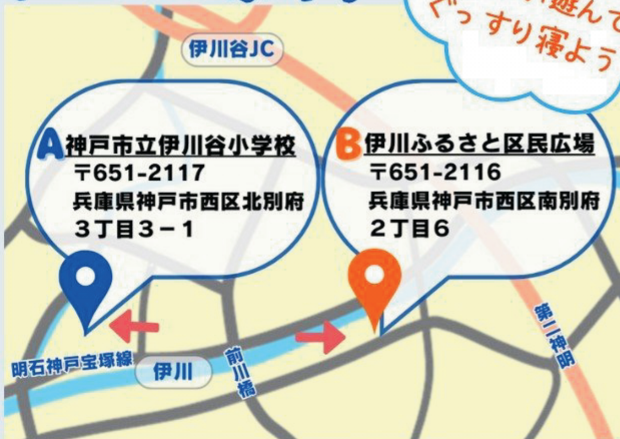 遊んで
ぐっすり寝よう
伊川谷JC
A神戸市立伊川谷小学校
〒651-2117
兵庫県神戸市西区北別府
3丁目3-1
B伊川ふるさと区民広場
〒651-2116
兵庫県神戸市西区南別府
2丁目6
明石神戸宝塚線
伊川
前川橋
第二神明